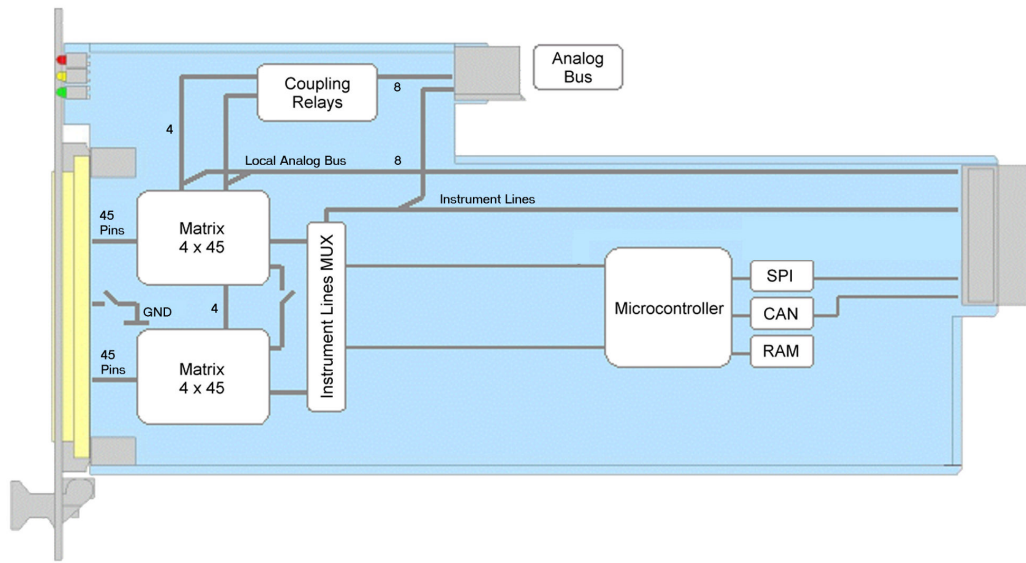 Analog
Bus
Coupling
Relays
8
4
Local Analog Bus
8
Instrument Lines
45
Pins
Matrix
4 x 45
Instrument Lines MUX
Microcontroller
SPI
CAN
RAM
GND
4
45
Pins
Matrix
4 x 45